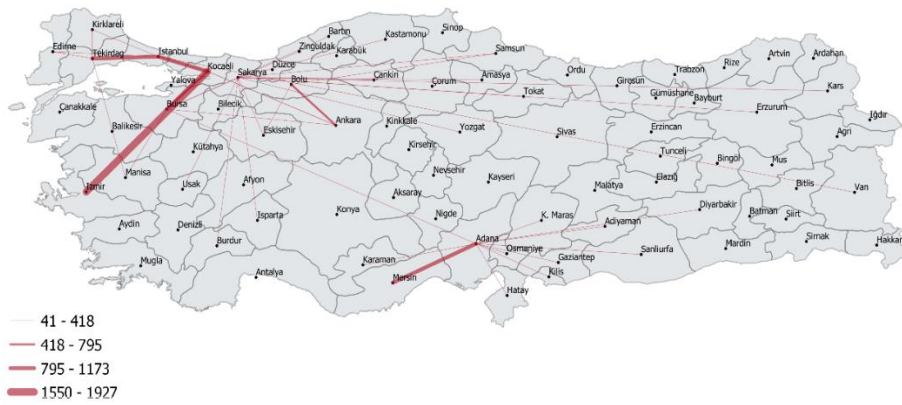 Kirklareli
Edirne
Tekirdag
Istanbul
Kocaeli
Yalova
Sakarya
Düzce
Zinguldak
Bartın
Karabük
Kastamonu
Sinop
Samsun
Bolu
Çankiri
Çorum
Amasya
Tokat
Ordu
Giresun
Trabzon
Gümüshane
Bayburt
Rize
Artvin
Ardahan
Kars
Erzurum
Iğdır
Agri
Çanakkale
Balikesir
Bursa
Bilecik
Eskisehir
Kütahya
Ankara
Kinkkale
Yozgat
Sivas
Erzincan
Tunceli
Bingöl
Mus
Bitlis
Van
Izmir
Manisa
Usak
Afyon
Kirsehir
Nevsehir
Kayseri
Aksaray
Malatya
Elazığ
Diyarbakir
Batman
Siirt
Aydin
Denizli
Burdur
Isparta
Konya
Nigde
K. Maras
Adiyaman
Adana
Osmaniye
Gaziantep
Sanliurfa
Mardin
Sirnak
Hakkari
Mugla
Antalya
Karaman
Mersin
Kilis
Hatay
41 - 418
418 - 795
795 - 1173
1550 - 1927